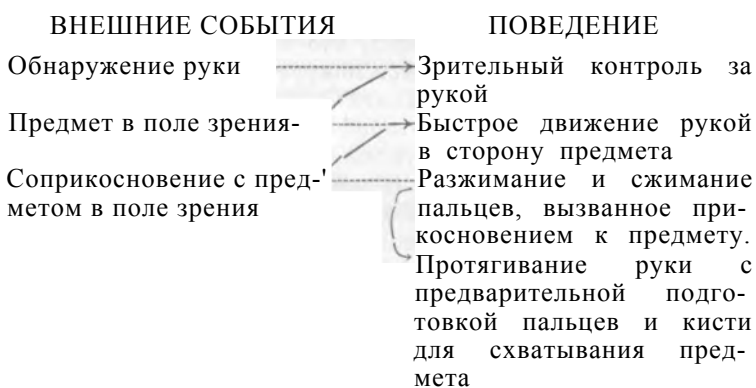 ВНЕШНИЕ СОБЫТИЯ
ПОВЕДЕНИЕ
Обнаружение руки
Зрительный контроль за
рукой
Предмет в поле зрения-
Быстрое движение рукой
в сторону предмета
Соприкосновение с пред-'
метом в поле зрения
Разжимание и сжимание
пальцев, вызванное при-
косновением к предмету.
Протягивание руки с
предварительной подго-
товкой пальцев и кисти
для схватывания пред-
мета